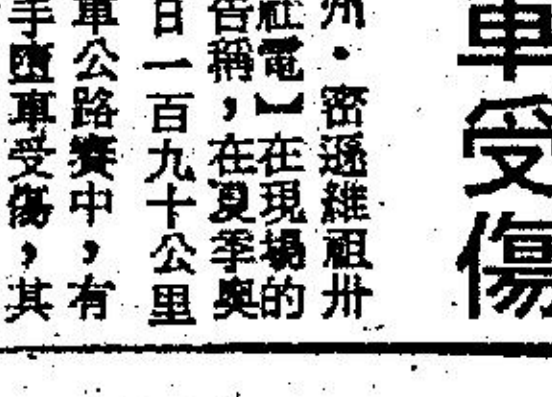 車受傷
州·密遜維祖卅
社電】在現場的
告稱，在夏季奧
日一百九十公里
車公路賽中，有
手墮車受傷，其